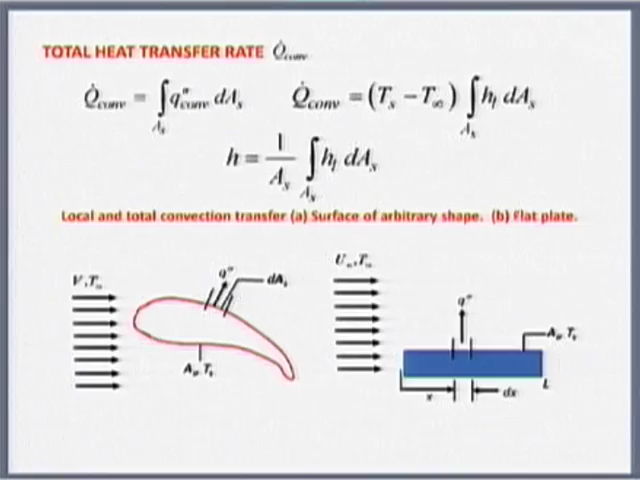 TOTAL HEAT TRANSFER RATE Q̇conv
Q̇conv = ∫As q"conv dAs    Q̇conv = (Ts − T∞) ∫As hl dAs
h = 1/As ∫As hl dAs
Local and total convection transfer (a) Surface of arbitrary shape. (b) Flat plate.
V,T∞
q"
dAs
As, Ts
U∞,T∞
q"
As, Ts
x
dx
L